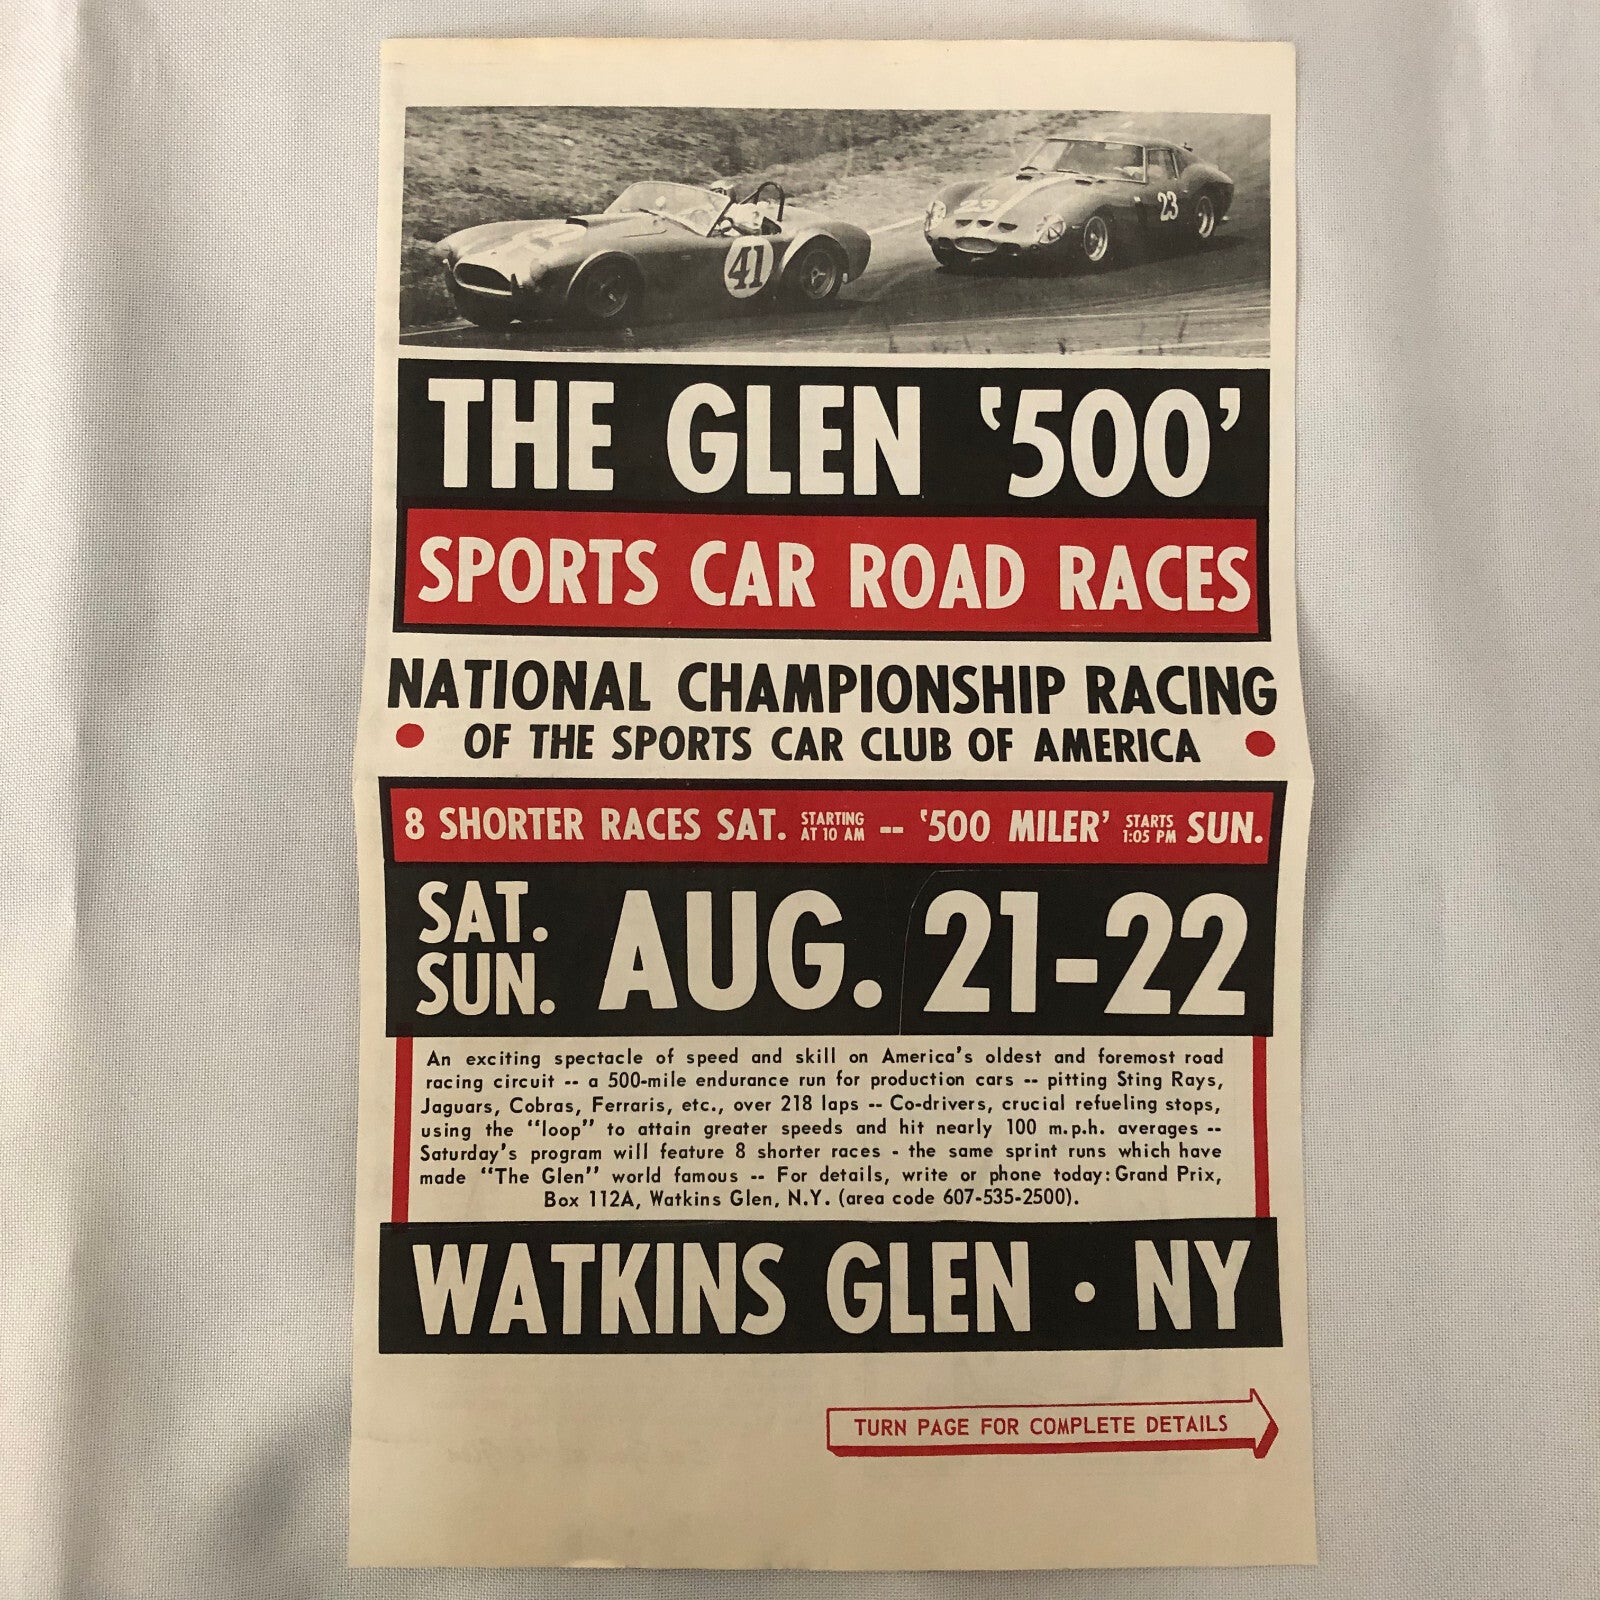 23
23
41
THE GLEN '500'
SPORTS CAR ROAD RACES
NATIONAL CHAMPIONSHIP RACING
• OF THE SPORTS CAR CLUB OF AMERICA •
8 SHORTER RACES SAT. STARTING AT 10 AM -- '500 MILER' STARTS 1:05 PM SUN.
SAT. SUN. AUG. 21-22
An exciting spectacle of speed and skill on America's oldest and foremost road
racing circuit -- a 500-mile endurance run for production cars -- pitting Sting Rays,
Jaguars, Cobras, Ferraris, etc., over 218 laps -- Co-drivers, crucial refueling stops,
using the "loop" to attain greater speeds and hit nearly 100 m.p.h. averages --
Saturday's program will feature 8 shorter races - the same sprint runs which have
made "The Glen" world famous -- For details, write or phone today: Grand Prix,
Box 112A, Watkins Glen, N.Y. (area code 607-535-2500).
WATKINS GLEN • NY
TURN PAGE FOR COMPLETE DETAILS